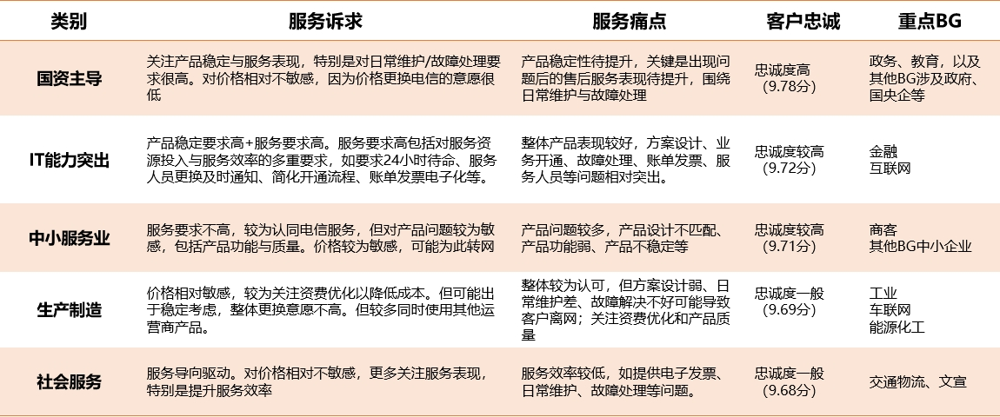 类别 服务诉求 服务痛点 客户忠诚 重点BG
国资主导
关注产品稳定与服务表现，特别是对日常维护/故障处理要
求很高。对价格相对不敏感，因为价格更换电信的意愿很
低
产品稳定性待提升，关键是出现问
题后的售后服务表现待提升，围绕
日常维护与故障处理
忠诚度高
（9.78分）
政务、教育，以及
其他BG涉及政府、
国央企等
IT能力突出
产品稳定要求高+服务要求高。服务要求高包括对服务资
源投入与服务效率的多重要求，如要求24小时待命、服务
人员更换及时通知、简化开通流程、账单发票电子化等。
整体产品表现较好，方案设计、业
务开通、故障处理、账单发票、服
务人员等问题相对突出。
忠诚度较高
（9.72分）
金融
互联网
中小服务业
服务要求不高，较为认同电信服务，但对产品问题较为敏
感，包括产品功能与质量。价格较为敏感，可能为此转网
产品问题较多，产品设计不匹配、
产品功能弱、产品不稳定等
忠诚度较高
（9.71分）
商客
其他BG中小企业
生产制造
价格相对敏感，较为关注资费优化以降低成本。但可能出
于稳定考虑，整体更换意愿不高。但较多同时使用其他运
营商产品。
整体较为认可，但方案设计弱、日
常维护差、故障解决不好可能导致
客户离网；关注资费优化和产品质
量
忠诚度一般
（9.69分）
工业
车联网
能源化工
社会服务
服务导向驱动。对价格相对不敏感，更多关注服务表现，
特别是提升服务效率
服务效率较低，如提供电子发票、
日常维护、故障处理等问题。
忠诚度一般
（9.68分）
交通物流、文宣